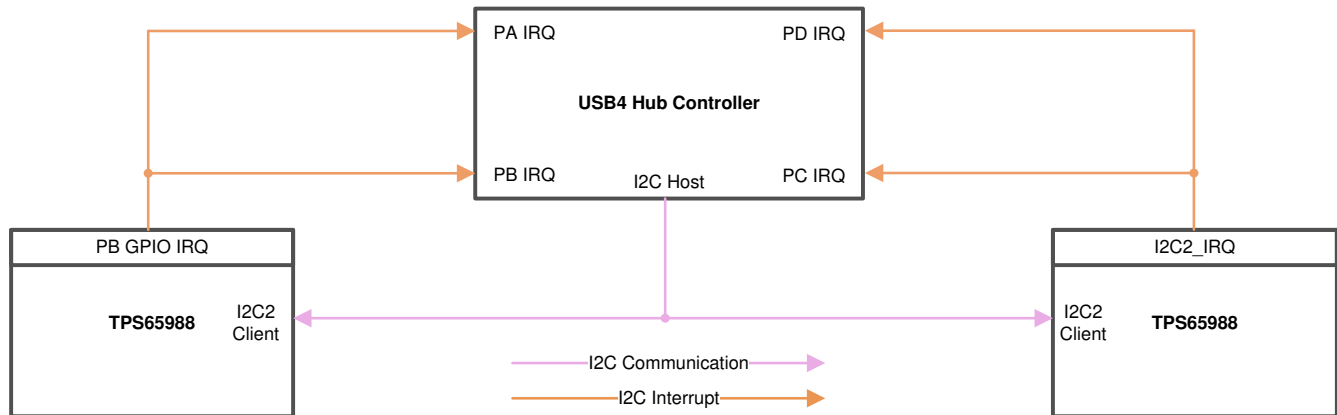 PA IRQ
PD IRQ
USB4 Hub Controller
PB IRQ
I2C Host
PC IRQ
PB GPIO IRQ
I2C2_IRQ
TPS65988
I2C2
Client
I2C2
Client
TPS65988
I2C Communication
I2C Interrupt